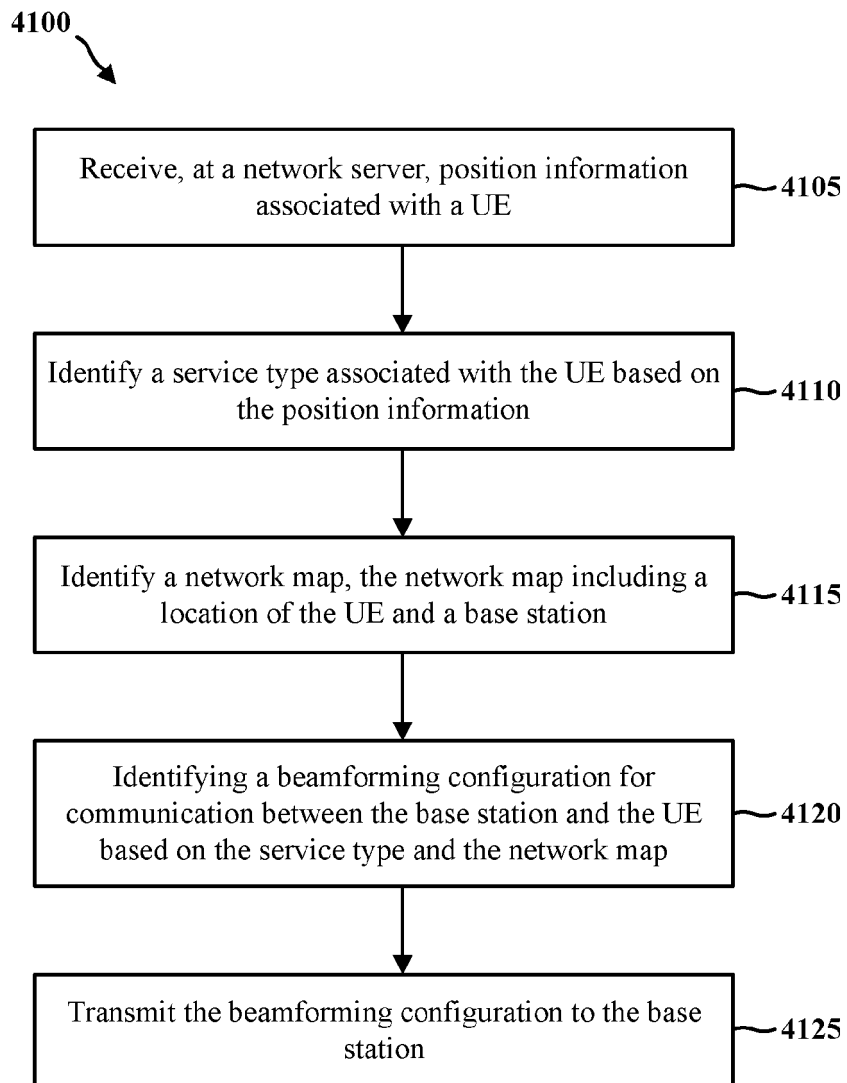 4100
Receive, at a network server, position information
associated with a UE
4105
Identify a service type associated with the UE based on
the position information
4110
Identify a network map, the network map including a
location of the UE and a base station
4115
Identifying a beamforming configuration for
communication between the base station and the UE
based on the service type and the network map
4120
Transmit the beamforming configuration to the base
station
4125